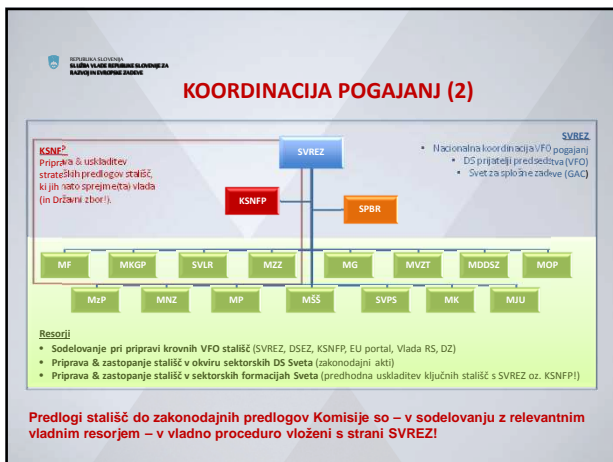 REPUBLIKA SLOVENIJA
SLUŽBA VLADE REPUBLIKE SLOVENIJE ZA
RAZVOJ IN EVROPSKE ZADEVE
KOORDINACIJA POGAJANJ (2)
KSNFP
Priprava & uskladitev
strateških predlogov stališč,
ki jih nato sprejme(ta) vlada
(in Državni zbor!).
SVREZ
SVREZ
• Nacionalna koordinacija VFO pogajanj
• DS prijatelji predsedstva (VFO)
• Svet za splošne zadeve (GAC)
KSNFP
SPBR
MF
MKGP
SVLR
MZZ
MG
MVZT
MDDSZ
MOP
MzP
MNZ
MP
MŠŠ
SVPS
MK
MJU
Resorji
• Sodelovanje pri pripravi krovnih VFO stališč (SVREZ, DSEZ, KSNFP, EU portal, Vlada RS, DZ)
• Priprava & zastopanje stališč v okviru sektorskih DS Sveta (zakonodajni akti)
• Priprava & zastopanje stališč v sektorskih formacijah Sveta (predhodna uskladitev ključnih stališč s SVREZ oz. KSNFP!)
Predlogi stališč do zakonodajnih predlogov Komisije so – v sodelovanju z relevantnim
vladnim resorjem – v vladno proceduro vloženi s strani SVREZ!